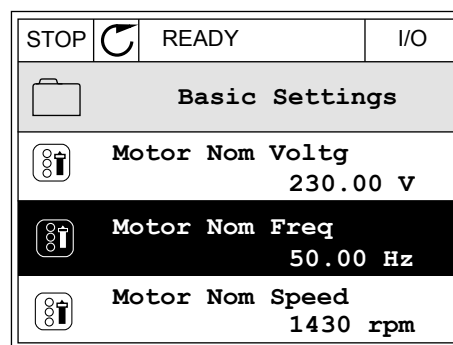 STOP READY I/O
Basic Settings
Motor Nom Voltg
230.00 V
Motor Nom Freq
50.00 Hz
Motor Nom Speed
1430 rpm